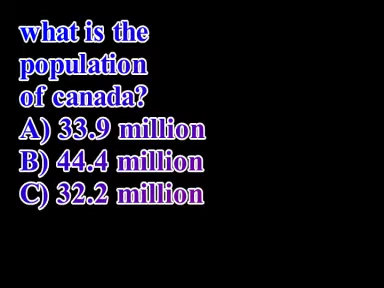 what is the
population
of canada?
A) 33.9 million
B) 44.4 million
C) 32.2 million